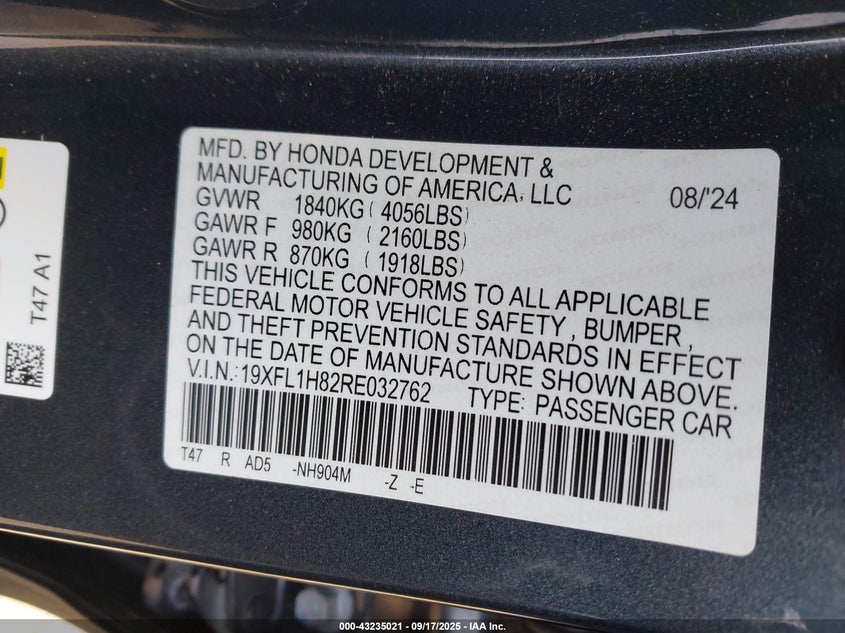 MFD. BY HONDA DEVELOPMENT &
MANUFACTURING OF AMERICA, LLC 08/'24
GVWR 1840KG ( 4056LBS)
GAWR F 980KG ( 2160LBS)
GAWR R 870KG ( 1918LBS)
THIS VEHICLE CONFORMS TO ALL APPLICABLE
FEDERAL MOTOR VEHICLE SAFETY , BUMPER ,
AND THEFT PREVENTION STANDARDS IN EFFECT
ON THE DATE OF MANUFACTURE SHOWN ABOVE.
V.I.N.:19XFL1H82RE032762 TYPE: PASSENGER CAR
T47 R AD5 -NH904M -Z -E
T47 A1
000-43235021 - 09/17/2025 - IAA Inc.